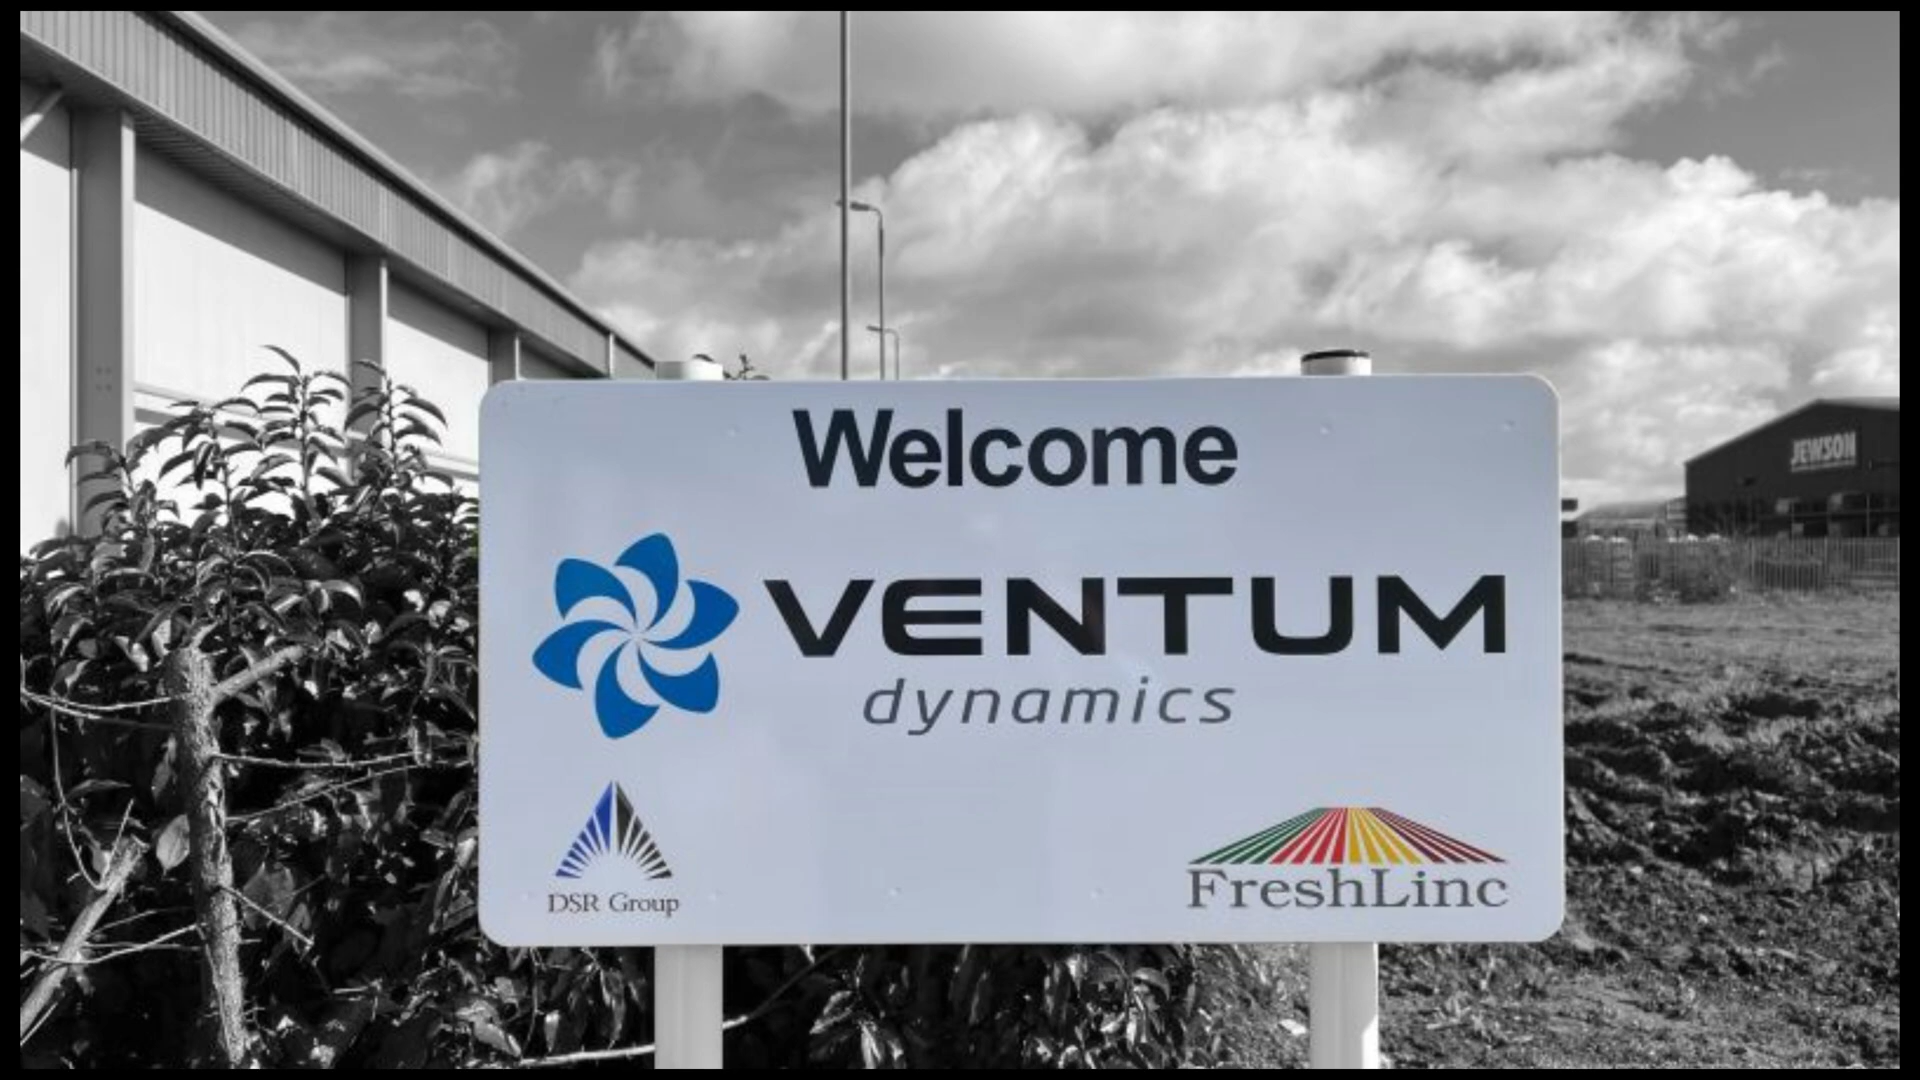 Welcome
VENTUM
dynamics
DSR Group
FreshLinc
JEWSON